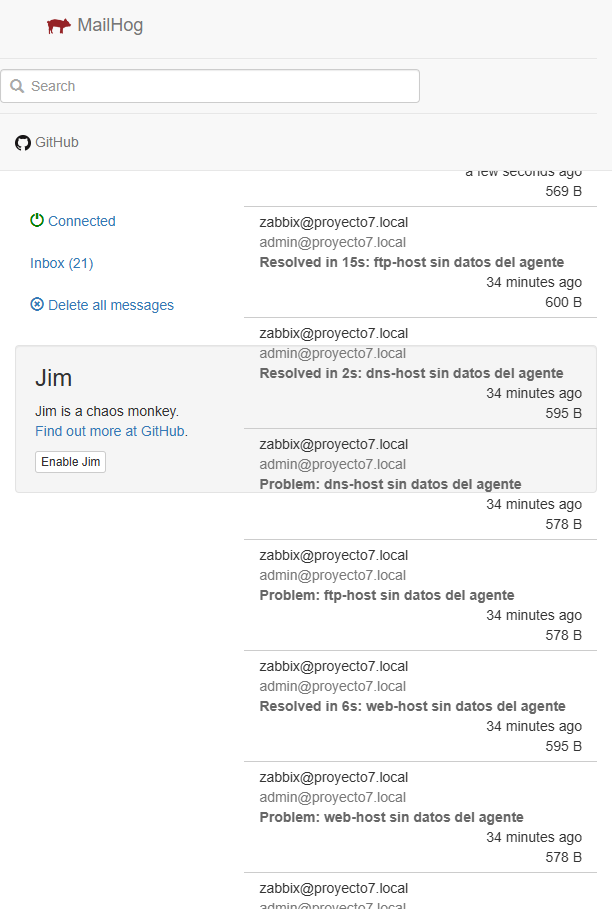 MailHog
Search
GitHub
Connected
Inbox (21)
Delete all messages
Jim
Jim is a chaos monkey.
Find out more at GitHub.
Enable Jim
a few seconds ago
569 B
zabbix@proyecto7.local
admin@proyecto7.local
Resolved in 15s: ftp-host sin datos del agente
34 minutes ago
600 B
zabbix@proyecto7.local
admin@proyecto7.local
Resolved in 2s: dns-host sin datos del agente
34 minutes ago
595 B
zabbix@proyecto7.local
admin@proyecto7.local
Problem: dns-host sin datos del agente
34 minutes ago
578 B
zabbix@proyecto7.local
admin@proyecto7.local
Problem: ftp-host sin datos del agente
34 minutes ago
578 B
zabbix@proyecto7.local
admin@proyecto7.local
Resolved in 6s: web-host sin datos del agente
34 minutes ago
595 B
zabbix@proyecto7.local
admin@proyecto7.local
Problem: web-host sin datos del agente
34 minutes ago
578 B
zabbix@proyecto7.local
admin@proyecto7.local